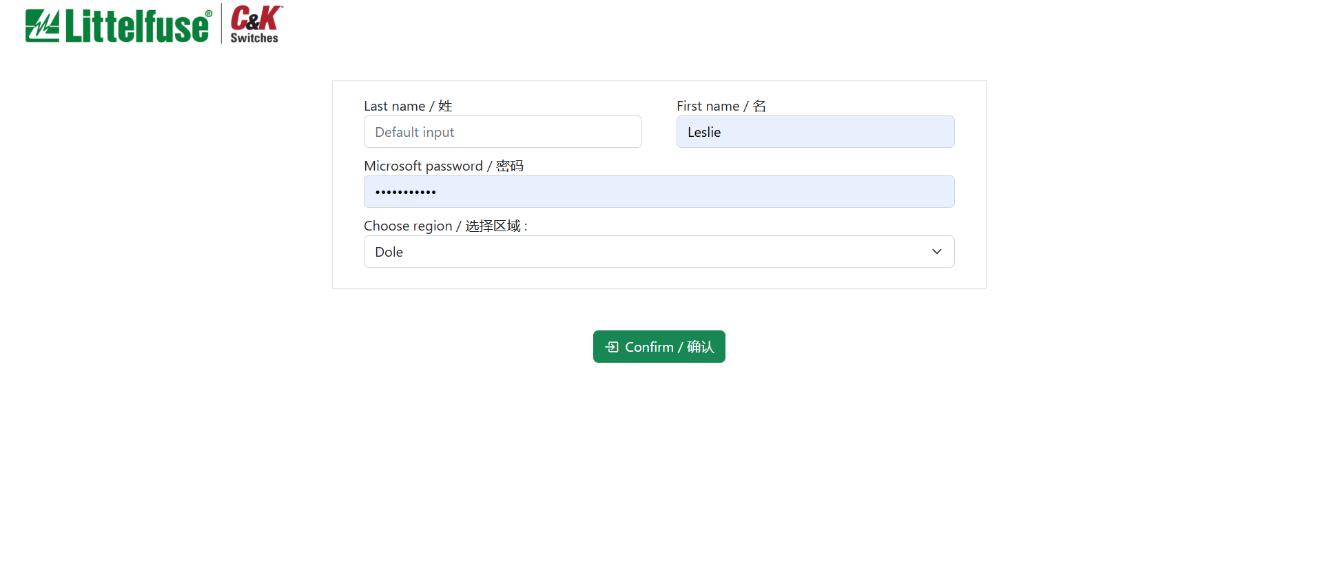 Littelfuse® C&K™ Switches
Last name / 姓 First name / 名
Default input Leslie
Microsoft password / 密码
•••••••••••
Choose region / 选择区域 :
Dole
Confirm / 确认